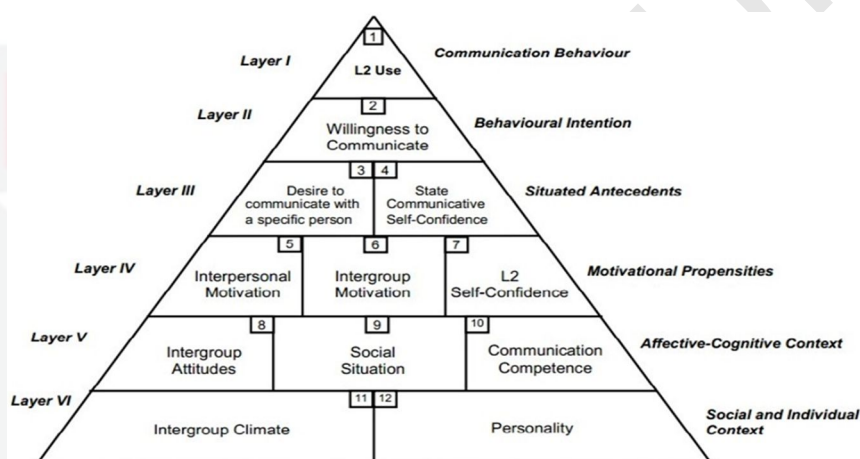 1
Layer I
L2 Use
Communication Behaviour
2
Layer II
Willingness to
Communicate
Behavioural Intention
3 4
Layer III
Desire to
communicate with
a specific person
State
Communicative
Self-Confidence
Situated Antecedents
5 6 7
Layer IV
Interpersonal
Motivation
Intergroup
Motivation
L2
Self-Confidence
Motivational Propensities
8 9 10
Layer V
Intergroup
Attitudes
Social
Situation
Communication
Competence
Affective-Cognitive Context
11 12
Layer VI
Intergroup Climate
Personality
Social and Individual
Context